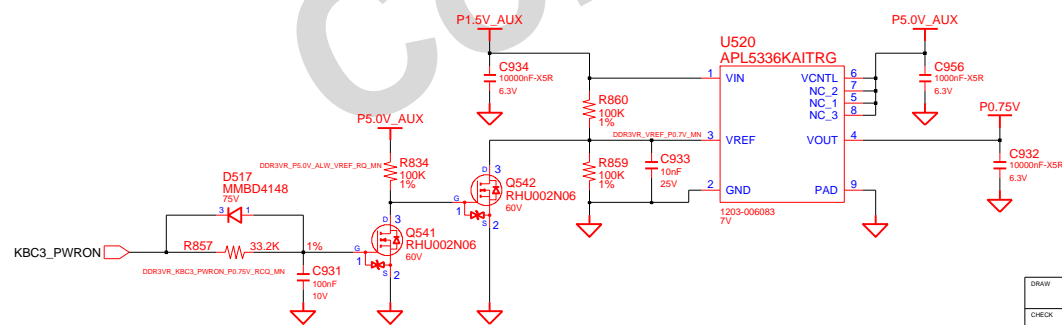 P1.5V_AUX
P5.0V_AUX
U520
APL5336KAITRG
C934
10000nF-X5R
6.3V
1 VIN VCNTL 6
NC_2 7
NC_1 5
NC_3 8
C956
10000nF-X5R
6.3V
R860
100K
1%
P0.75V
P5.0V_AUX
DDR3VR_VREF_P0.7V_MN
3 VREF VOUT 4
DDR3VR_P5.0V_ALW_VREF_RQ_MN
R834
100K
1%
R859
100K
1%
C933
10nF
25V
C932
10000nF-X5R
6.3V
D517
MMBD4148
75V
3 1
D 3
G
1
S 2
Q542
RHU002N06
60V
2 GND PAD 9
1203-006083
7V
KBC3_PWRON
R857 33.2K 1%
DDR3VR_KBC3_PWRON_P0.75V_RCQ_MN
D 3
G
1
S 2
Q541
RHU002N06
60V
C931
100nF
10V
DRAW
CHECK